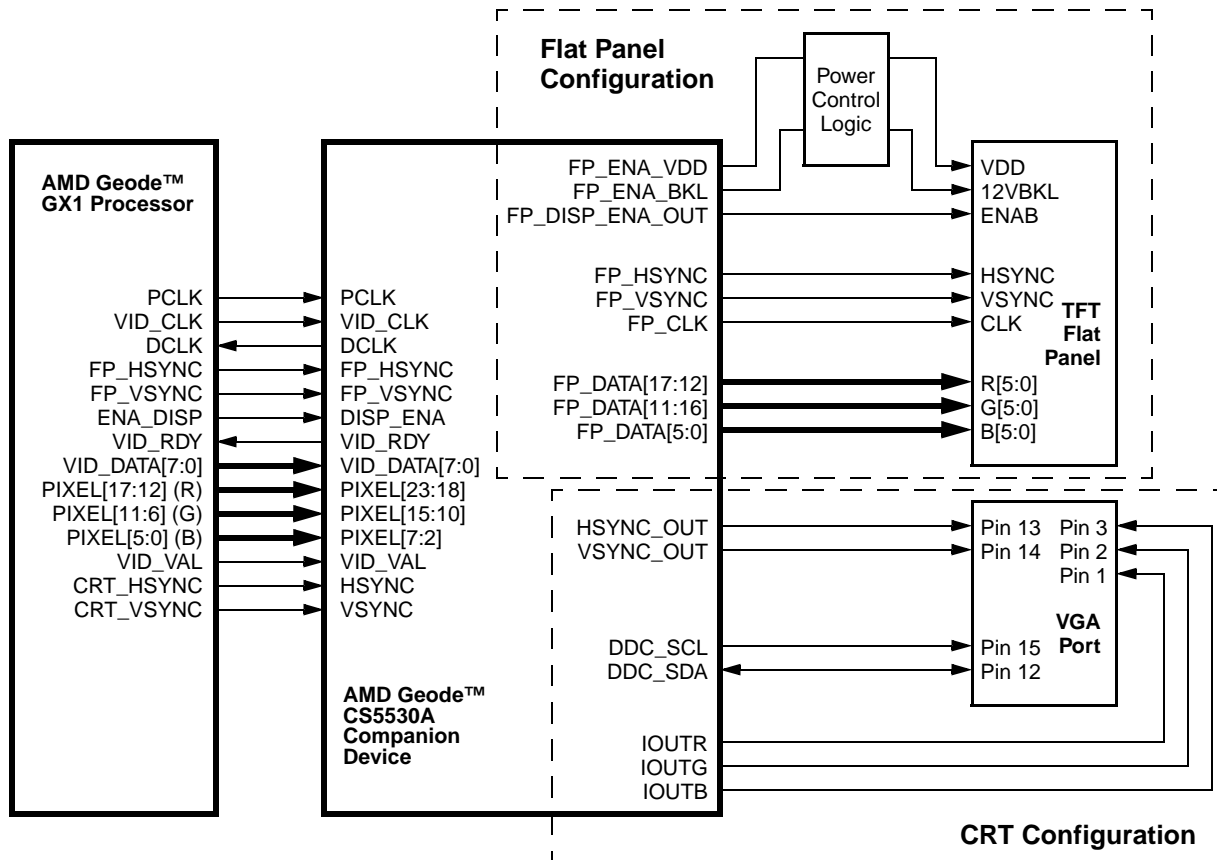 Flat Panel
Configuration
Power
Control
Logic
AMD Geode™
GX1 Processor
PCLK
VID_CLK
DCLK
FP_HSYNC
FP_VSYNC
ENA_DISP
VID_RDY
VID_DATA[7:0]
PIXEL[17:12] (R)
PIXEL[11:6] (G)
PIXEL[5:0] (B)
VID_VAL
CRT_HSYNC
CRT_VSYNC
PCLK
VID_CLK
DCLK
FP_HSYNC
FP_VSYNC
DISP_ENA
VID_RDY
VID_DATA[7:0]
PIXEL[23:18]
PIXEL[15:10]
PIXEL[7:2]
VID_VAL
HSYNC
VSYNC
AMD Geode™
CS5530A
Companion
Device
FP_ENA_VDD
FP_ENA_BKL
FP_DISP_ENA_OUT
FP_HSYNC
FP_VSYNC
FP_CLK
FP_DATA[17:12]
FP_DATA[11:16]
FP_DATA[5:0]
VDD
12VBKL
ENAB
HSYNC
VSYNC
CLK
TFT
Flat
Panel
R[5:0]
G[5:0]
B[5:0]
HSYNC_OUT
VSYNC_OUT
DDC_SCL
DDC_SDA
IOUTR
IOUTG
IOUTB
Pin 13
Pin 14
Pin 3
Pin 2
Pin 1
VGA
Port
Pin 15
Pin 12
CRT Configuration